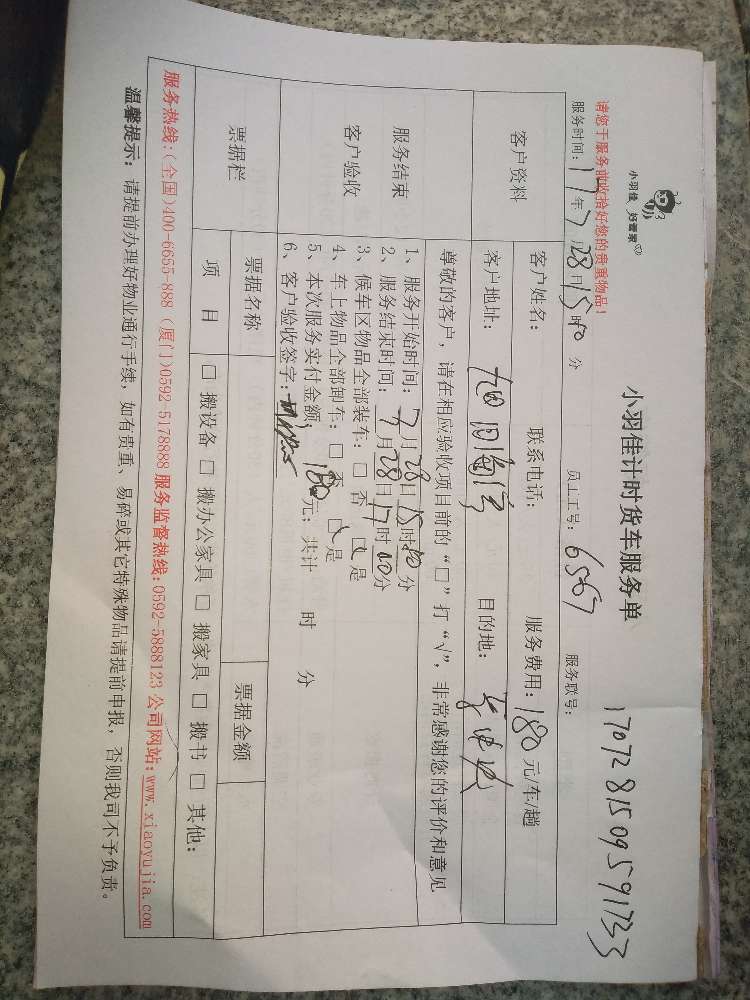 小羽佳 好管家
小羽佳计时货车服务单
1707281509591733
请您于服务前收拾好您的贵重物品!
服务时间: 17年7月28日15时40分 员工工号: 6567 服务联号:
客户资料
客户姓名: 联系电话: 服务费用: 180元/车/趟
客户地址: 目的地:
尊敬的客户,请在相应验收项目前的“□”打“√”,非常感谢您的评价和意见
服务结束
客户验收
1、服务开始时间: 7月28日15时40分
2、服务结束时间: 7月28日17时00分
3、候车区物品全部装车: □ 否 □ 是
4、车上物品全部卸车: □ 否 □ 是
5、本次服务实付金额: 180元; 共计 时 分
6、客户验收签字:
票据栏
票据名称 票据金额
项 目 □ 搬设备 □ 搬办公家具 □ 搬家具 □ 搬书 □ 其他:
服务热线:(全国)400-6655-888 (厦门)0592-5178888 服务监督热线:0592-5888123 公司网站:www.xiaoyujia.com
温馨提示: 请提前办理好物业通行手续,如有贵重、易碎或其它特殊物品请提前申报,否则我司不予负责。